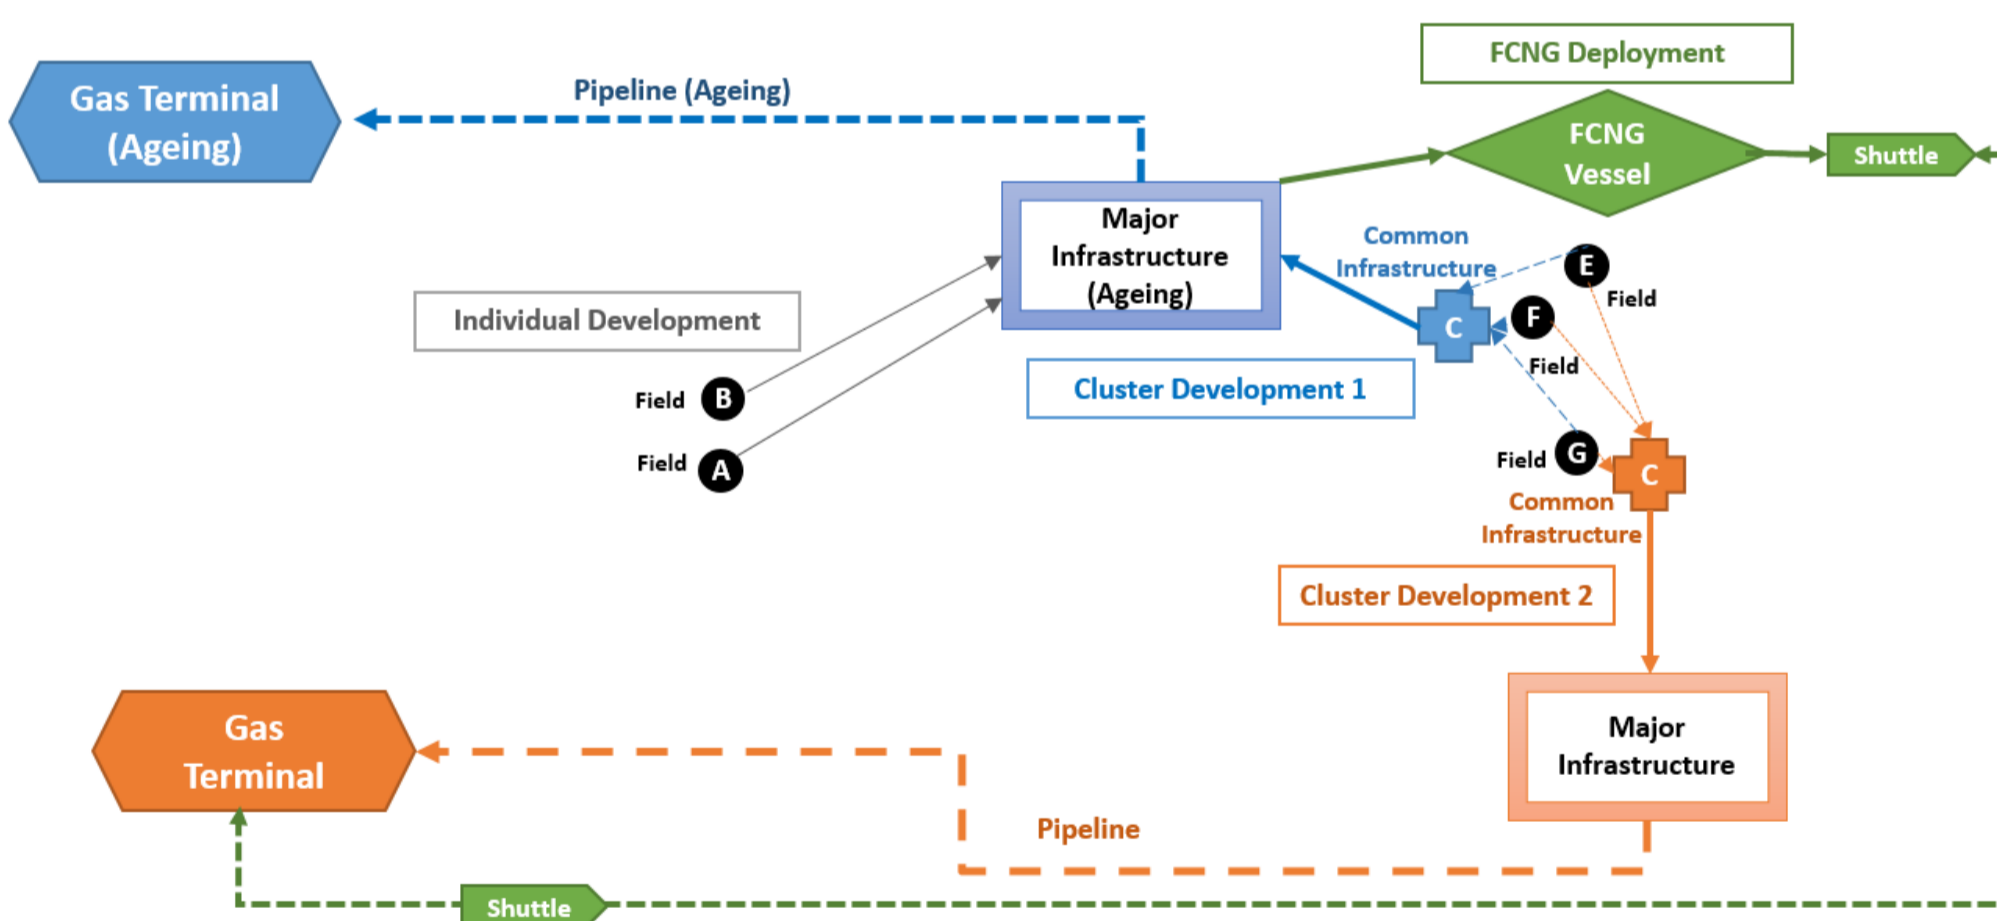 FCNG Deployment
Gas Terminal
(Ageing)
Pipeline (Ageing)
FCNG
Vessel
Shuttle
Major
Infrastructure
(Ageing)
Common
Infrastructure
E
Field
Individual Development
C
F
Field
Cluster Development 1
Field B
Field A
Field G
C
Common
Infrastructure
Cluster Development 2
Gas
Terminal
Major
Infrastructure
Pipeline
Shuttle